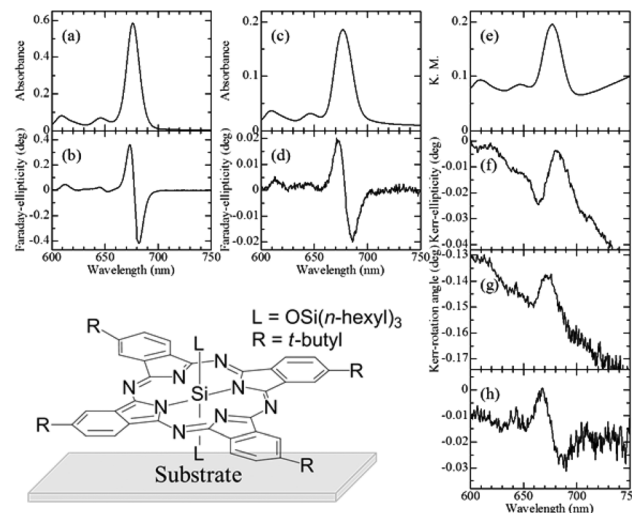 (a)
Absorbance
0.6
0.4
0.2
0.0
(b)
Faraday-ellipticity (deg)
0.4
0.2
0
-0.2
-0.4
600 650 700 750
Wavelength (nm)
(c)
Absorbance
0.2
0.1
0
(d)
Faraday-ellipticity (deg)
0.02
0.01
0.00
-0.01
-0.02
600 650 700 750
Wavelength (nm)
(e)
K. M.
0.2
0.1
0
(f)
Kerr-ellipticity (deg)
-0.00
-0.01
-0.02
-0.03
-0.04
(g)
Kerr-rotation angle (deg)
-0.13
-0.14
-0.15
-0.16
-0.17
(h)
0
-0.01
-0.02
-0.03
600 650 700 750
Wavelength (nm)
L = OSi(n-hexyl)3
R = t-butyl
R
L
N
N
N
R
N
Si
N
N
N
N
R
L
R
Substrate